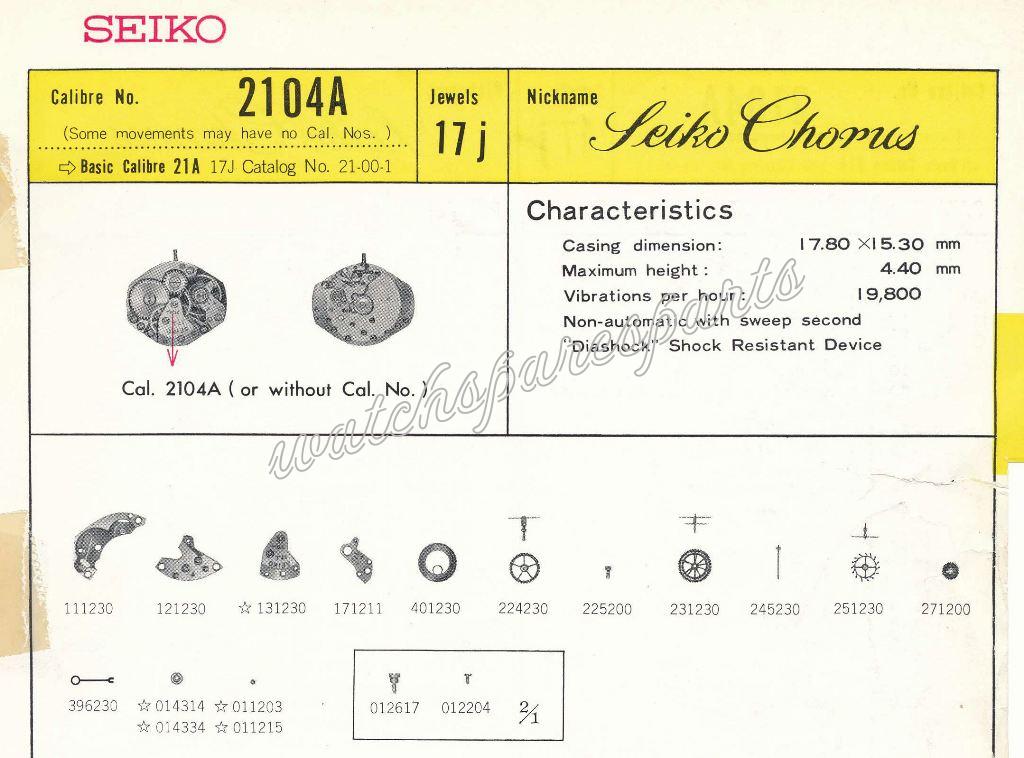 SEIKO
Calibre No. 2104A
(Some movements may have no Cal. Nos. )
⇨ Basic Calibre 21A 17J Catalog No. 21-00-1
Jewels
17 j
Nickname
Seiko Chorus
Characteristics
Casing dimension: 17.80 ×15.30 mm
Maximum height : 4.40 mm
Vibrations per hour : 19,800
Non-automatic with sweep second
"Diashock" Shock Resistant Device
Cal. 2104A ( or without Cal. No. )
watchspareparts
111230 121230 ☆ 131230 171211 401230 224230 225200 231230 245230 251230 271200
396230 ☆ 014314 ☆ 011203 012617 012204 2/1
☆ 014334 ☆ 011215